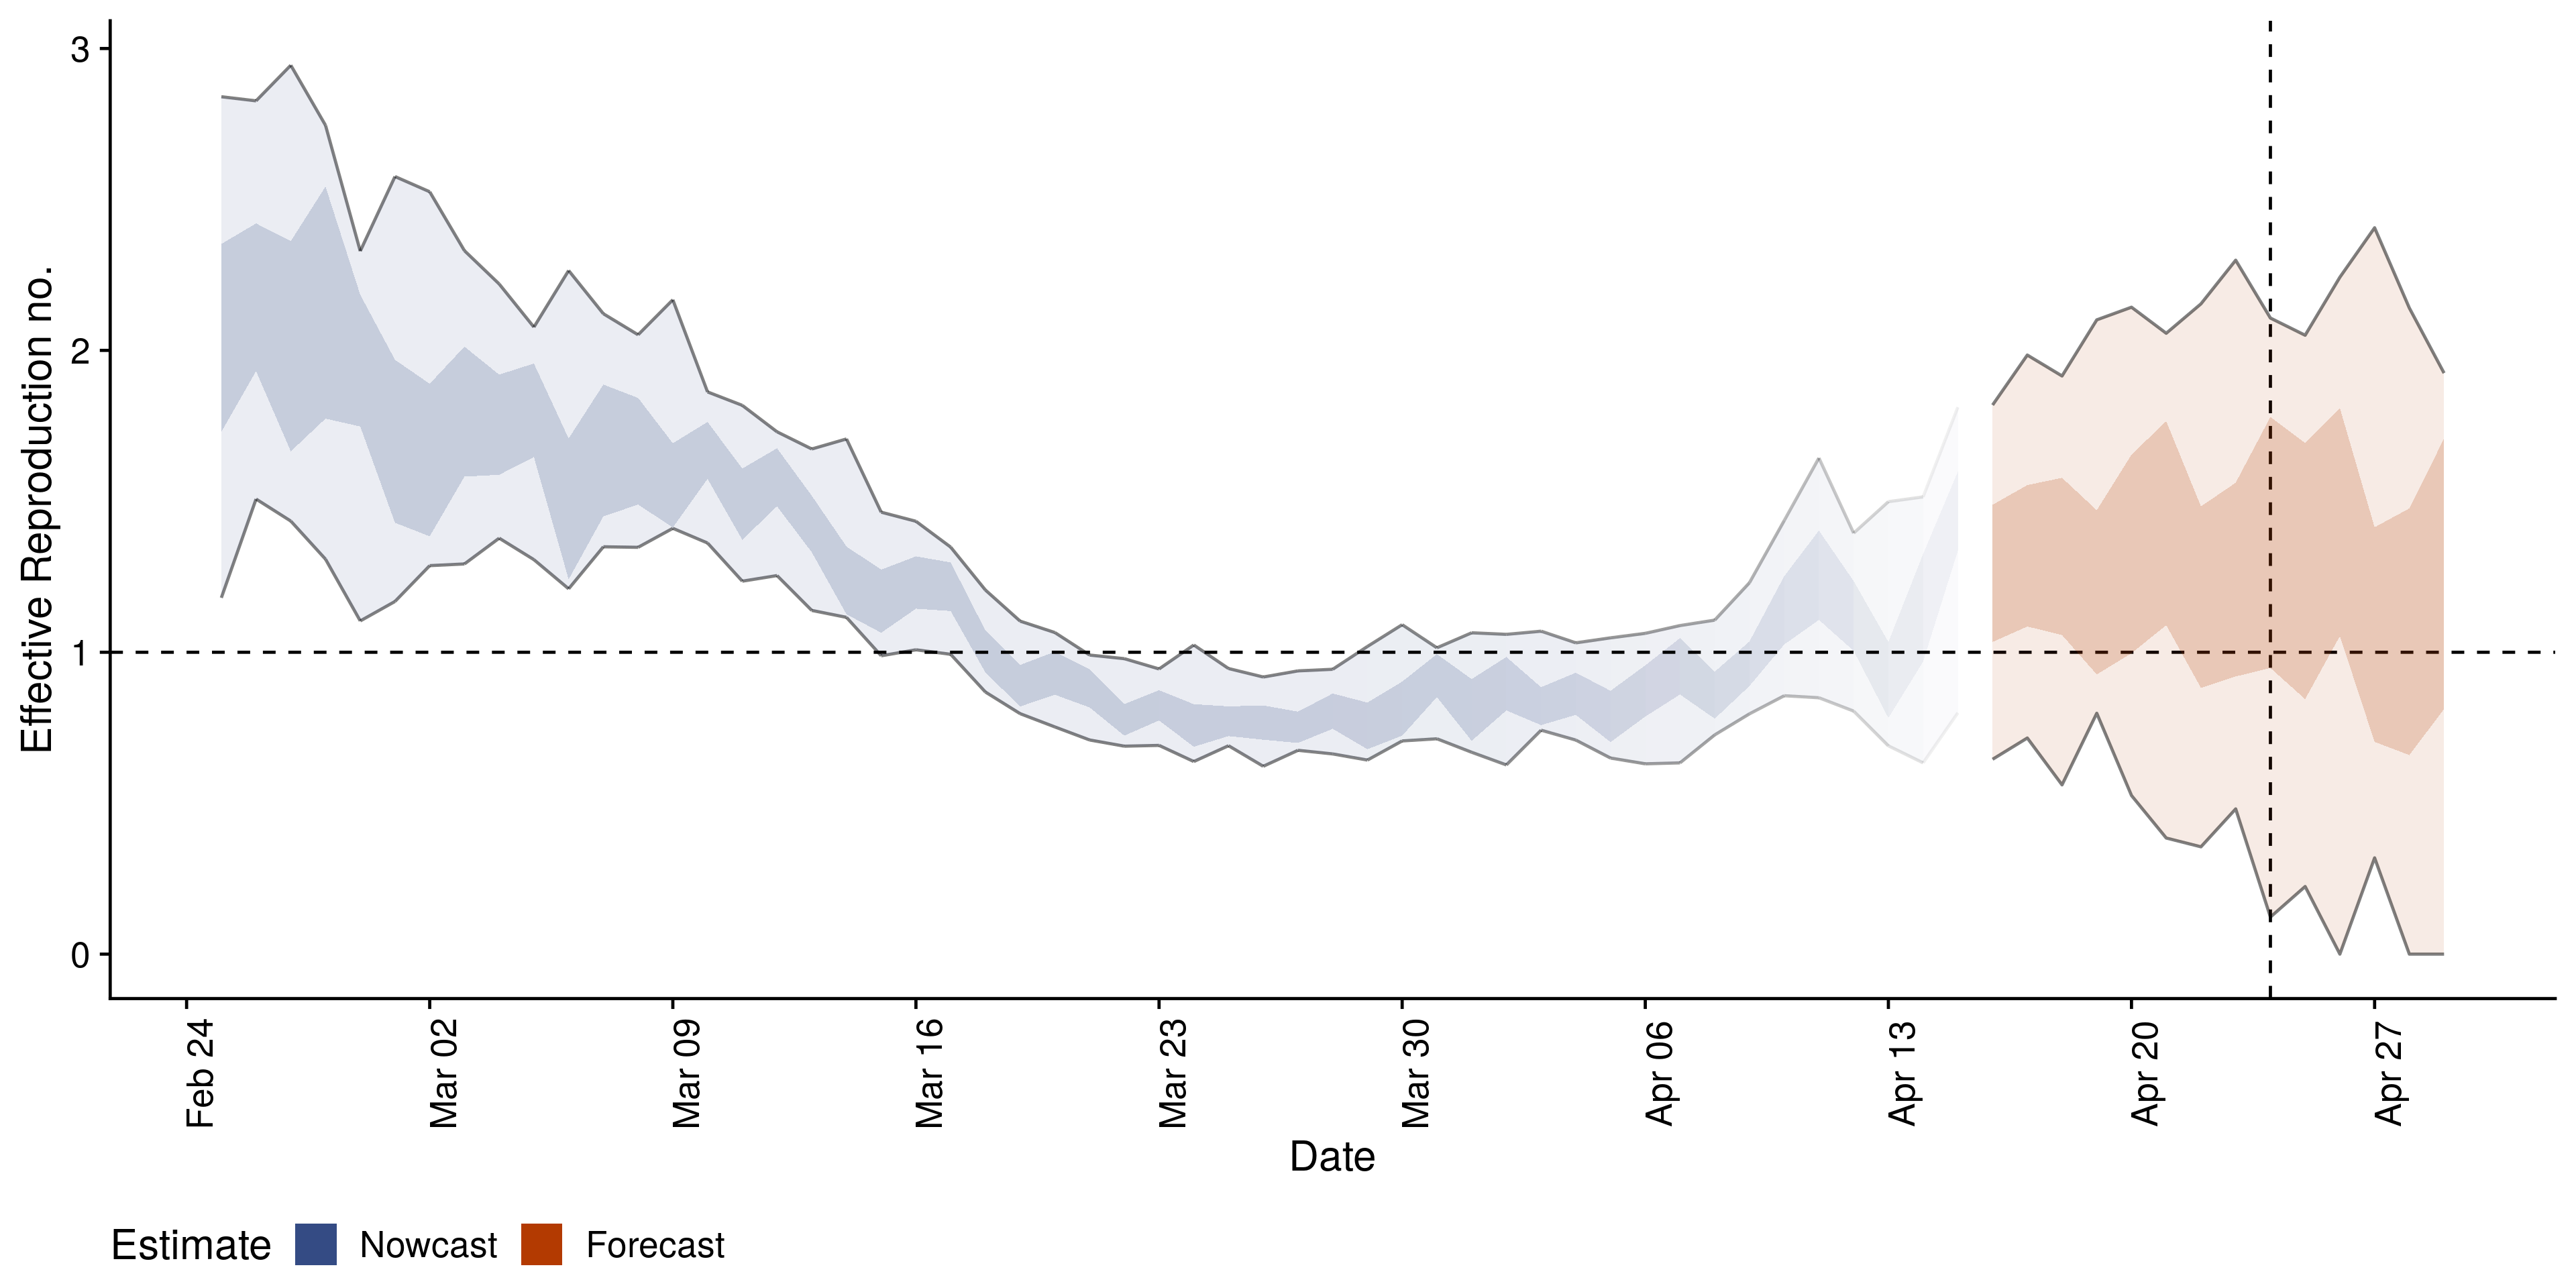 Effective Reproduction no.
3
2
1
0
Feb 24
Mar 02
Mar 09
Mar 16
Mar 23
Mar 30
Apr 06
Apr 13
Apr 20
Apr 27
Date
Estimate Nowcast Forecast